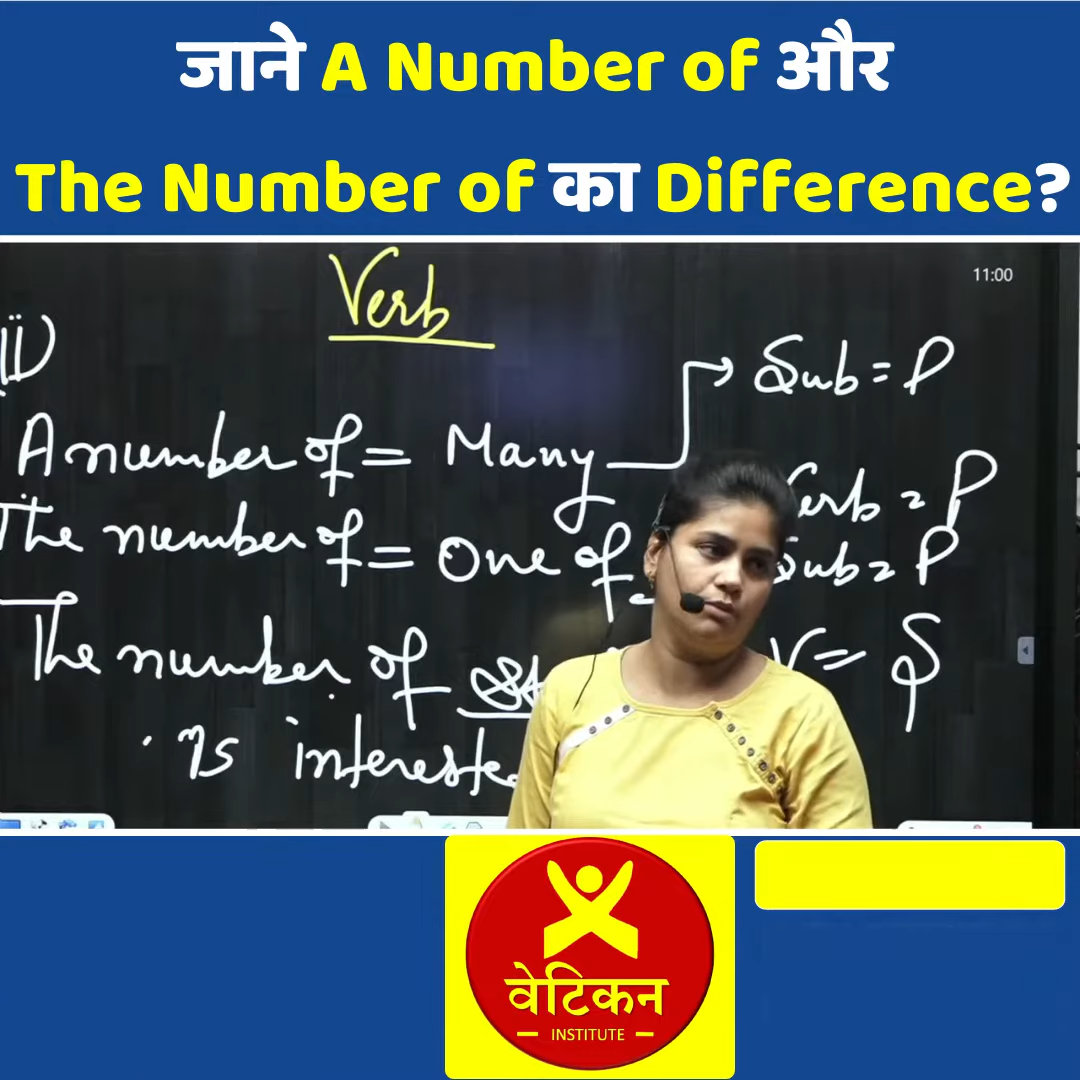 जाने A Number of और
The Number of का Difference?
11:00
Verb
(ii)
Sub = P
A number of = Many
Verb = P
The number of = One of
Sub = P
The number of
V = S
is
वेटिकन
INSTITUTE